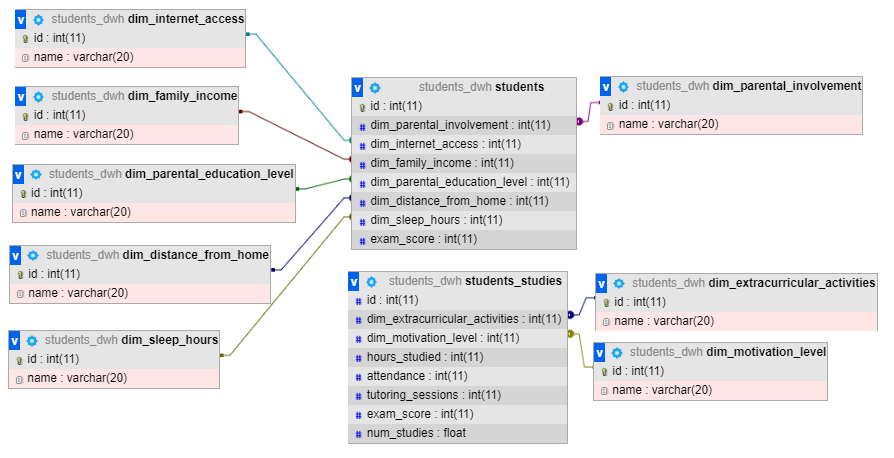 v students_dwh dim_internet_access
id : int(11)
name : varchar(20)
v students_dwh dim_family_income
id : int(11)
name : varchar(20)
v students_dwh dim_parental_education_level
id : int(11)
name : varchar(20)
v students_dwh dim_distance_from_home
id : int(11)
name : varchar(20)
v students_dwh dim_sleep_hours
id : int(11)
name : varchar(20)
v students_dwh students
id : int(11)
# dim_parental_involvement : int(11)
# dim_internet_access : int(11)
# dim_family_income : int(11)
# dim_parental_education_level : int(11)
# dim_distance_from_home : int(11)
# dim_sleep_hours : int(11)
# exam_score : int(11)
v students_dwh students_studies
# id : int(11)
# dim_extracurricular_activities : int(11)
# dim_motivation_level : int(11)
# hours_studied : int(11)
# attendance : int(11)
# tutoring_sessions : int(11)
# exam_score : int(11)
# num_studies : float
v students_dwh dim_parental_involvement
id : int(11)
name : varchar(20)
v students_dwh dim_extracurricular_activities
id : int(11)
name : varchar(20)
v students_dwh dim_motivation_level
id : int(11)
name : varchar(20)